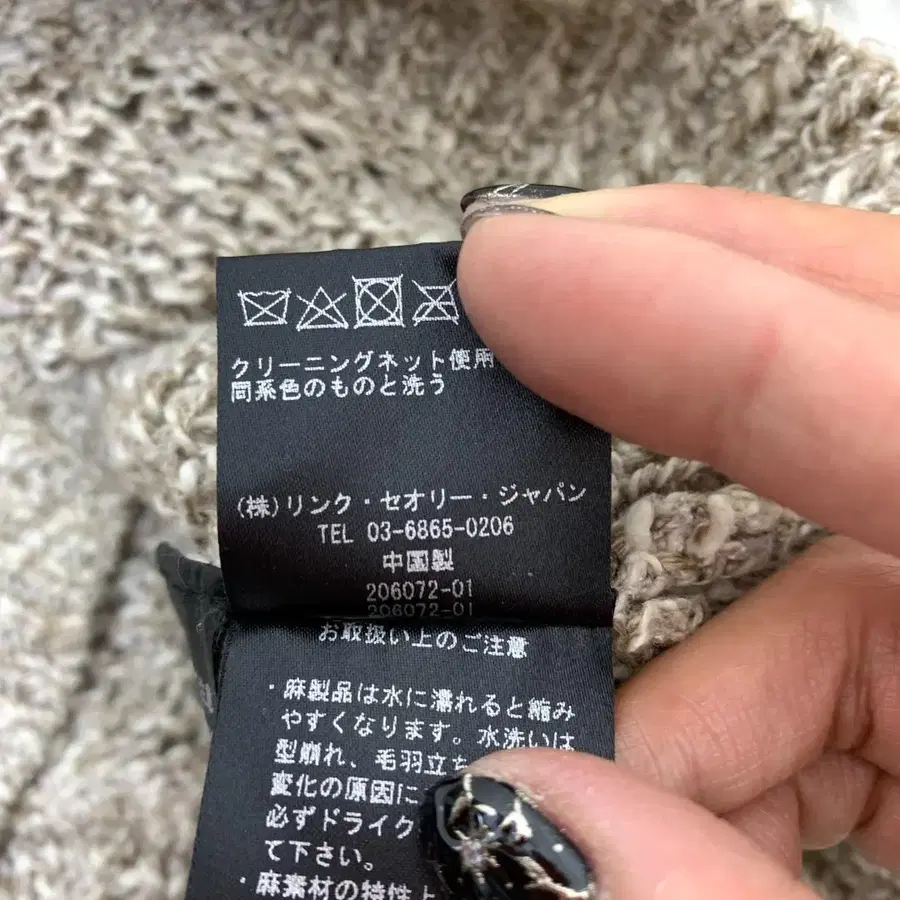 クリーニングネット使用
同系色のものと洗う
(株)リンク・セオリー・ジャパン
TEL 03-6865-0206
中国製
206072-01
206072-01
お取扱い上のご注意
・麻製品は水に濡れると縮み
やすくなります。水洗いは
型崩れ、毛羽立ち
変化の原因に
必ずドライク
て下さい。
・麻素材の特性上